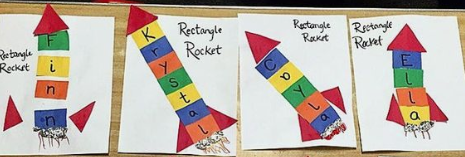 Rectangle
Rocket
F
i
n
n
Rectangle
Rocket
K
r
y
s
t
a
l
Rectangle
Rocket
C
o
y
l
a
Rectangle
Rocket
E
l
l
a